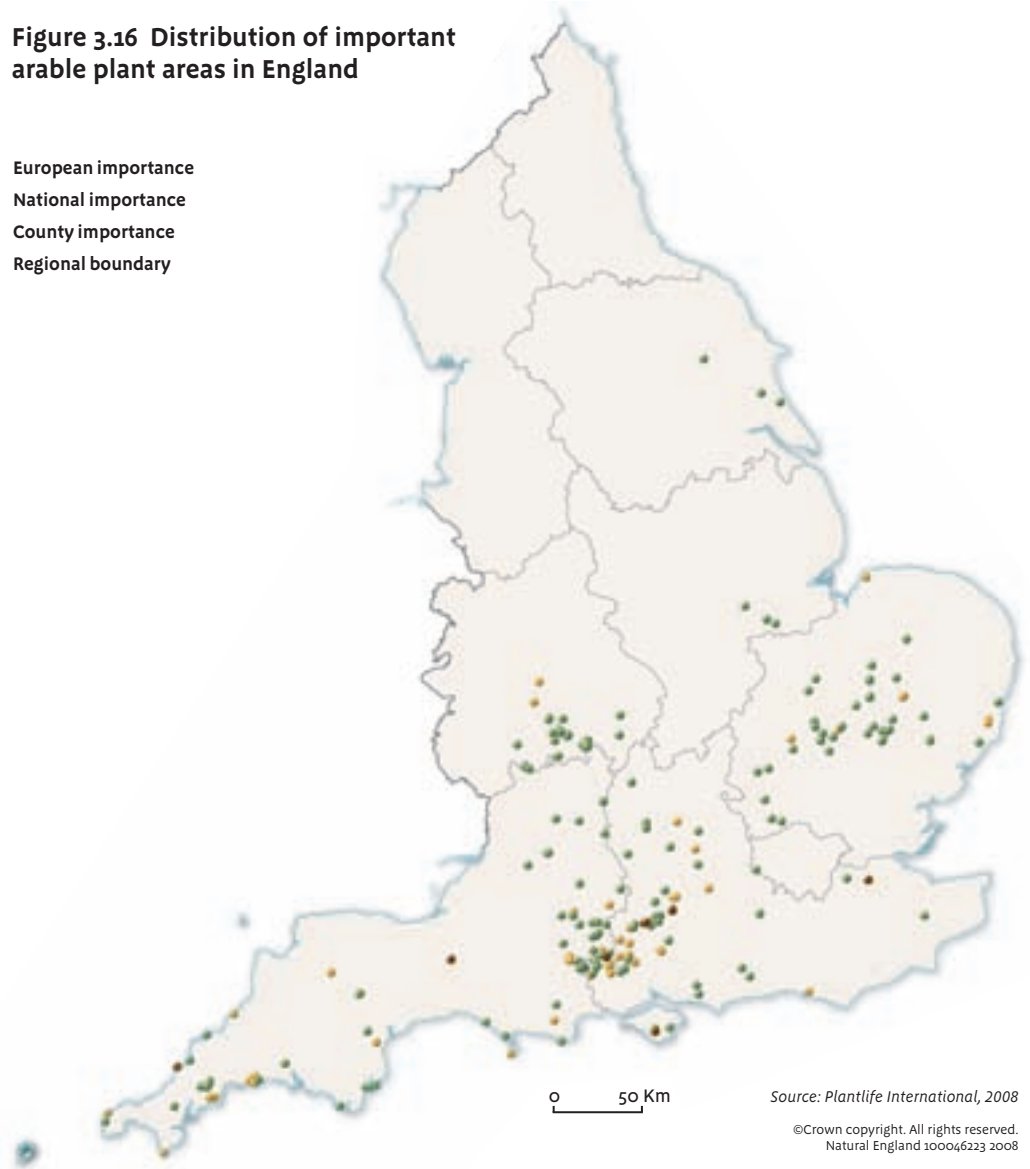 Figure 3.16 Distribution of important
arable plant areas in England
European importance
National importance
County importance
Regional boundary
0 50 Km
Source: Plantlife International, 2008
©Crown copyright. All rights reserved.
Natural England 100046223 2008